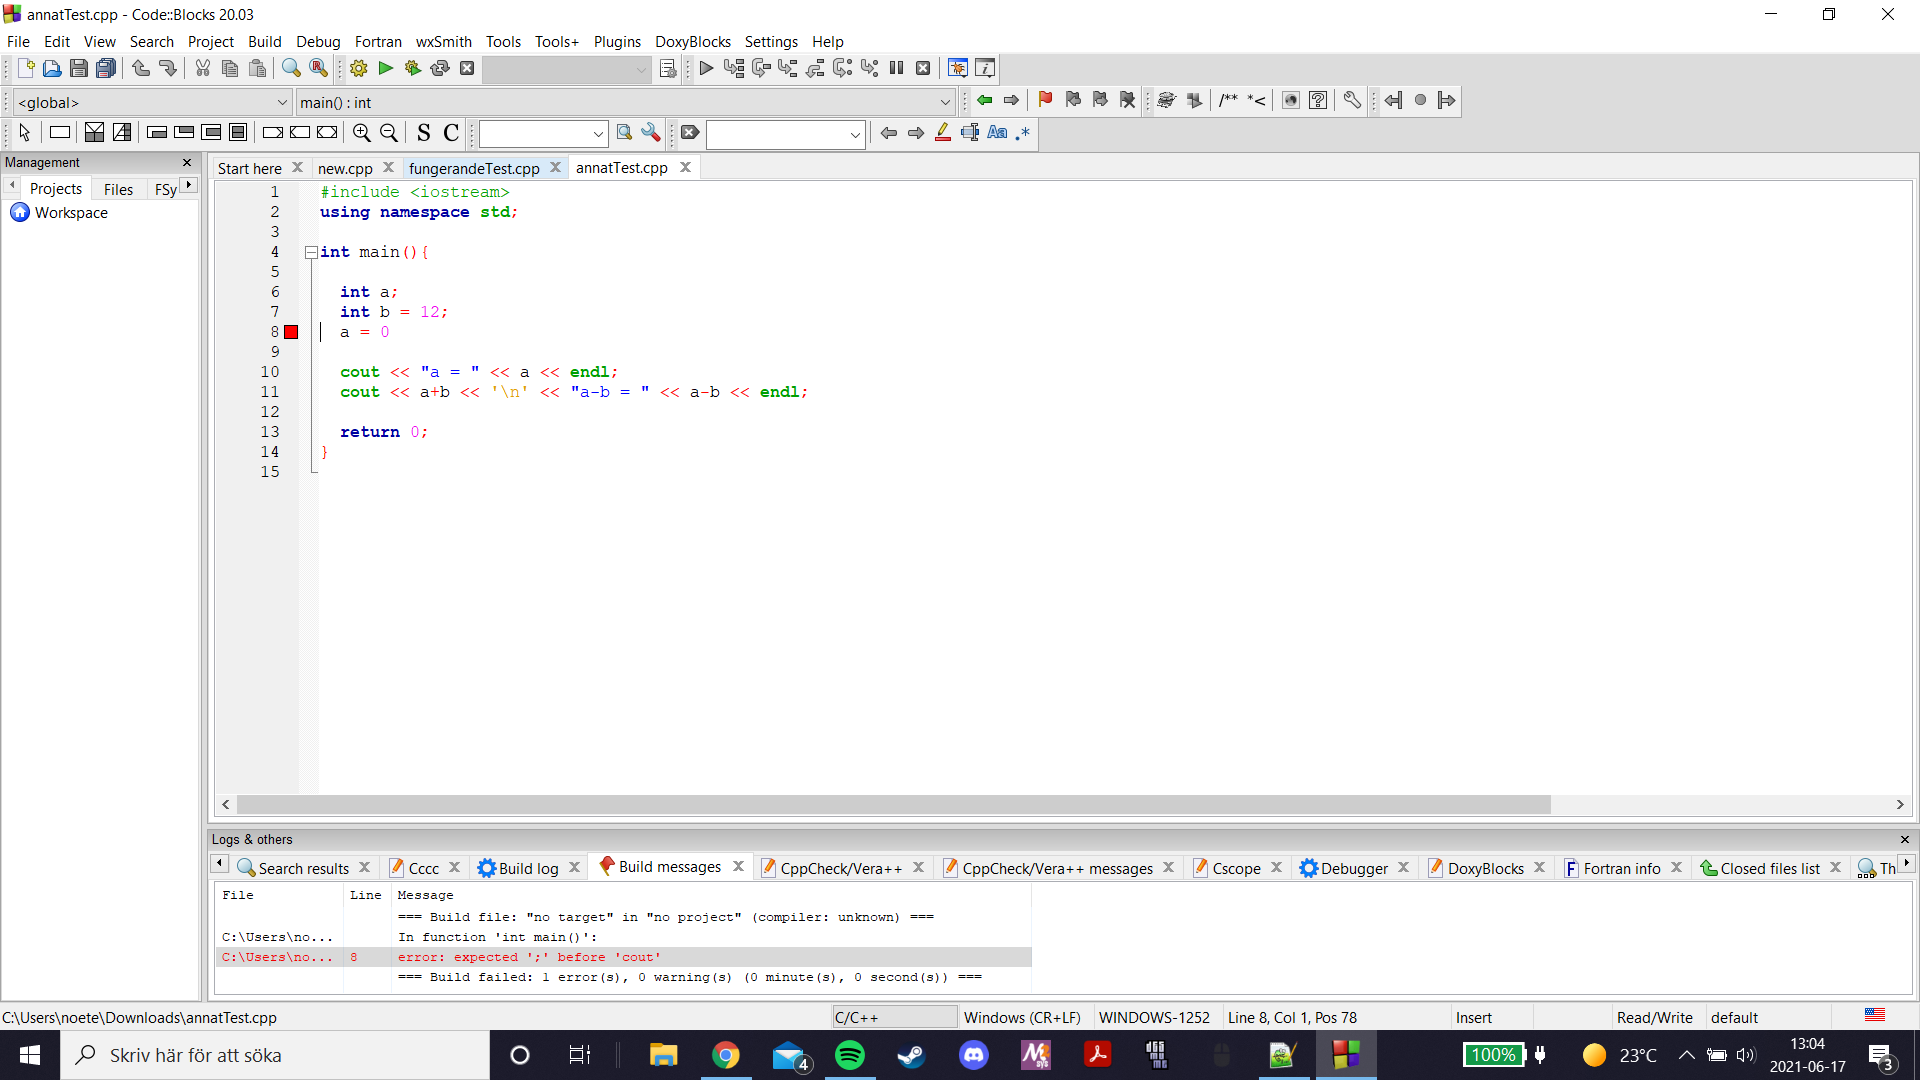 annatTest.cpp - Code::Blocks 20.03
File Edit View Search Project Build Debug Fortran wxSmith Tools Tools+ Plugins DoxyBlocks Settings Help
<global> main() : int /** *<
S C Aa .*
Management
Projects Files FSy
Workspace
Start here new.cpp fungerandeTest.cpp annatTest.cpp
1 #include <iostream>
2 using namespace std;
3
4 int main(){
5
6 int a;
7 int b = 12;
8 a = 0
9
10 cout << "a = " << a << endl;
11 cout << a+b << '\n' << "a-b = " << a-b << endl;
12
13 return 0;
14 }
15
Logs & others
Search results Cccc Build log Build messages CppCheck/Vera++ CppCheck/Vera++ messages Cscope Debugger DoxyBlocks Fortran info Closed files list Th
File Line Message
=== Build file: "no target" in "no project" (compiler: unknown) ===
C:\Users\no... In function 'int main()':
C:\Users\no... 8 error: expected ';' before 'cout'
=== Build failed: 1 error(s), 0 warning(s) (0 minute(s), 0 second(s)) ===
C:\Users\noete\Downloads\annatTest.cpp C/C++ Windows (CR+LF) WINDOWS-1252 Line 8, Col 1, Pos 78 Insert Read/Write default
Skriv här för att söka 4 100% 23°C 13:04
2021-06-17 3